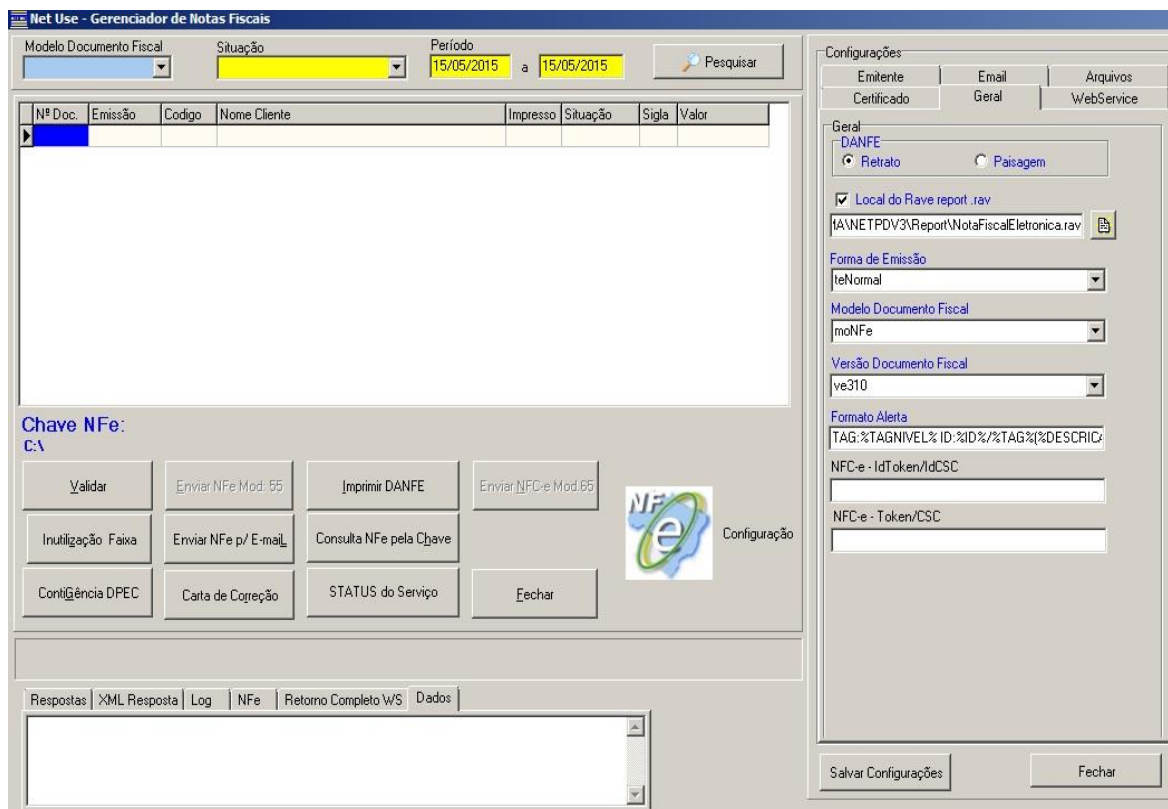 Net Use - Gerenciador de Notas Fiscais
Modelo Documento Fiscal
Situação
Período
15/05/2015 a 15/05/2015
Pesquisar
Nº Doc. Emissão Codigo Nome Cliente Impresso Situação Sigla Valor
Chave NFe:
C:\
Validar
Enviar NFe Mod: 55
Imprimir DANFE
Enviar NFC-e Mod.65
Inutilização Faixa
Enviar NFe p/ E-maiL
Consulta NFe pela Chave
ContiGência DPEC
Carta de Correção
STATUS do Serviço
Fechar
NF
e
Configuração
Respostas XML Resposta Log NFe Retorno Completo WS Dados
Configurações
Emitente Email Arquivos
Certificado Geral WebService
Geral
DANFE
Retrato Paisagem
Local do Rave report .rav
\NETPDV3\Report\NotaFiscalEletronica.rav
Forma de Emissão
teNormal
Modelo Documento Fiscal
moNFe
Versão Documento Fiscal
ve310
Formato Alerta
TAG:%TAGNIVEL% ID:%ID%/%TAG%(%DESCRIC
NFC-e - IdToken/IdCSC
NFC-e - Token/CSC
Salvar Configurações
Fechar